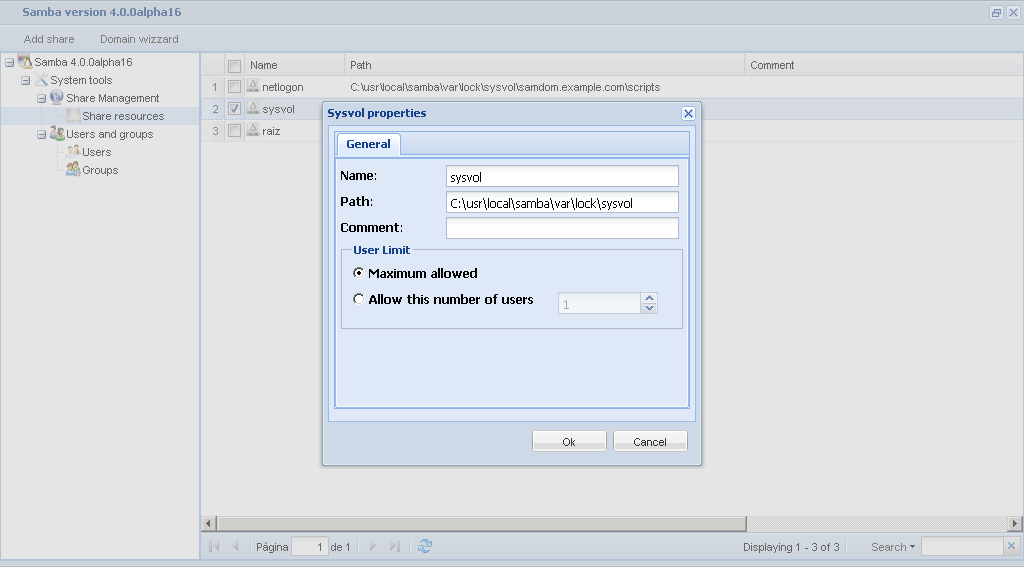 Samba version 4.0.0alpha16
Add share Domain wizzard
Samba 4.0.0alpha16
System tools
Share Management
Share resources
Users and groups
Users
Groups
Name Path Comment
1 netlogon C:\usr\local\samba\var\lock\sysvol\samdom.example.com\scripts
2 sysvol
3 raiz
Sysvol properties
General
Name: sysvol
Path: C:\usr\local\samba\var\lock\sysvol
Comment:
User Limit
Maximum allowed
Allow this number of users 1
Ok Cancel
Página 1 de 1 Displaying 1 - 3 of 3 Search